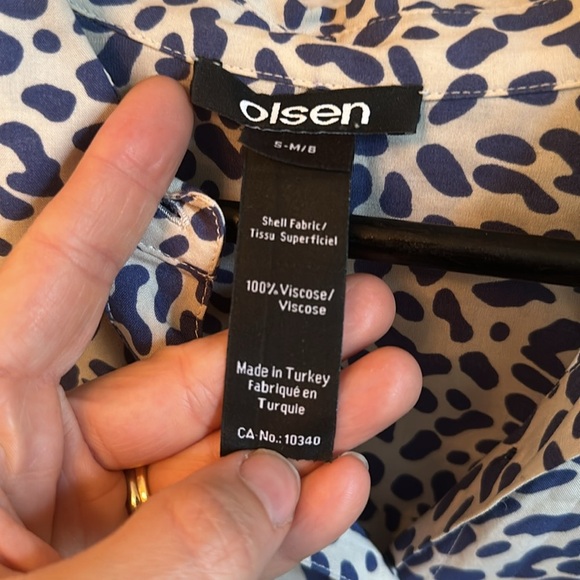 olsen
S-M/8
Shell Fabric/
Tissu Superficiel
100% Viscose/
Viscose
Made in Turkey
Fabriqué en
Turquie
CA-No.: 10340